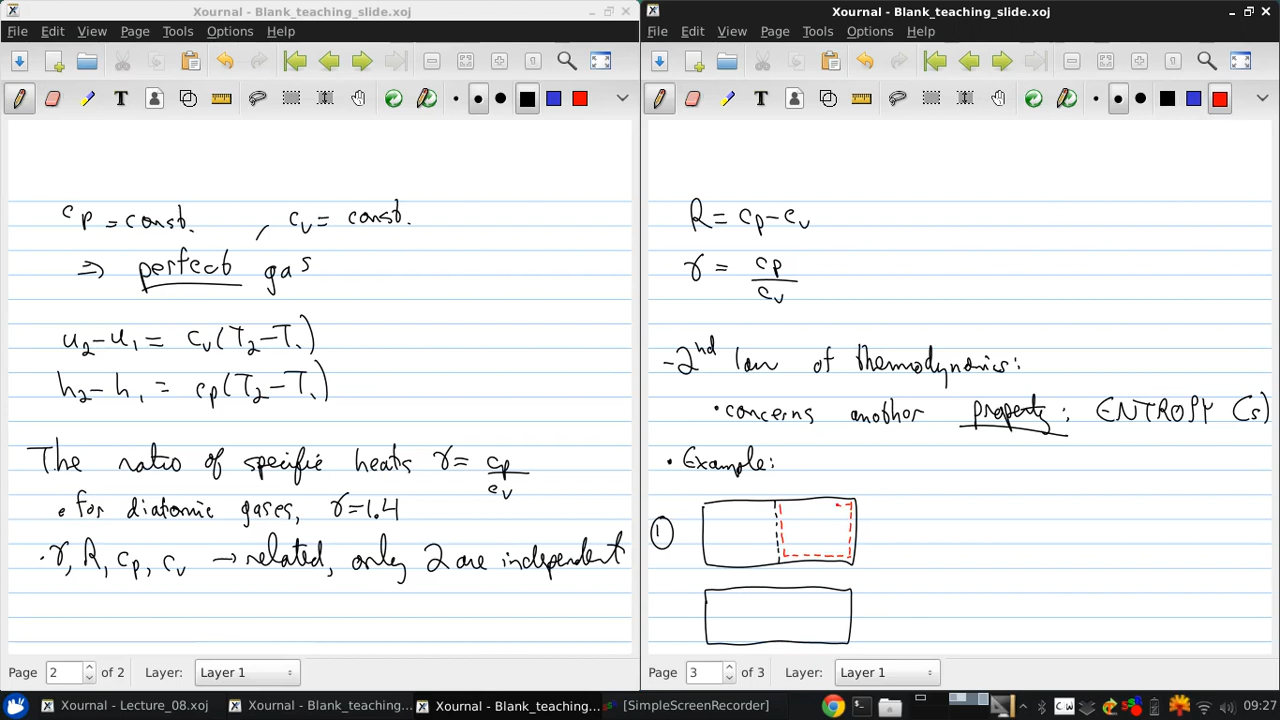 Xournal - Blank_teaching_slide.xoj
File Edit View Page Tools Options Help
cp = const. , cv = const.
⇒ perfect gas
u2-u1 = cv(T2-T1)
h2-h1 = cp(T2-T1)
The ratio of specific heats γ= cp/cv
• for diatomic gases, γ=1.4
• γ, R, cp, cv → related, only 2 are independent
Page 2 of 2 Layer: Layer 1
Xournal - Blank_teaching_slide.xoj
File Edit View Page Tools Options Help
R = cp-cv
γ = cp/cv
-2nd law of thermodynamics:
• concerns another property: ENTROPY (s)
• Example:
1
Page 3 of 3 Layer: Layer 1
Xournal - Lecture_08.xoj Xournal - Blank_teaching... Xournal - Blank_teaching... [SimpleScreenRecorder] 09:27